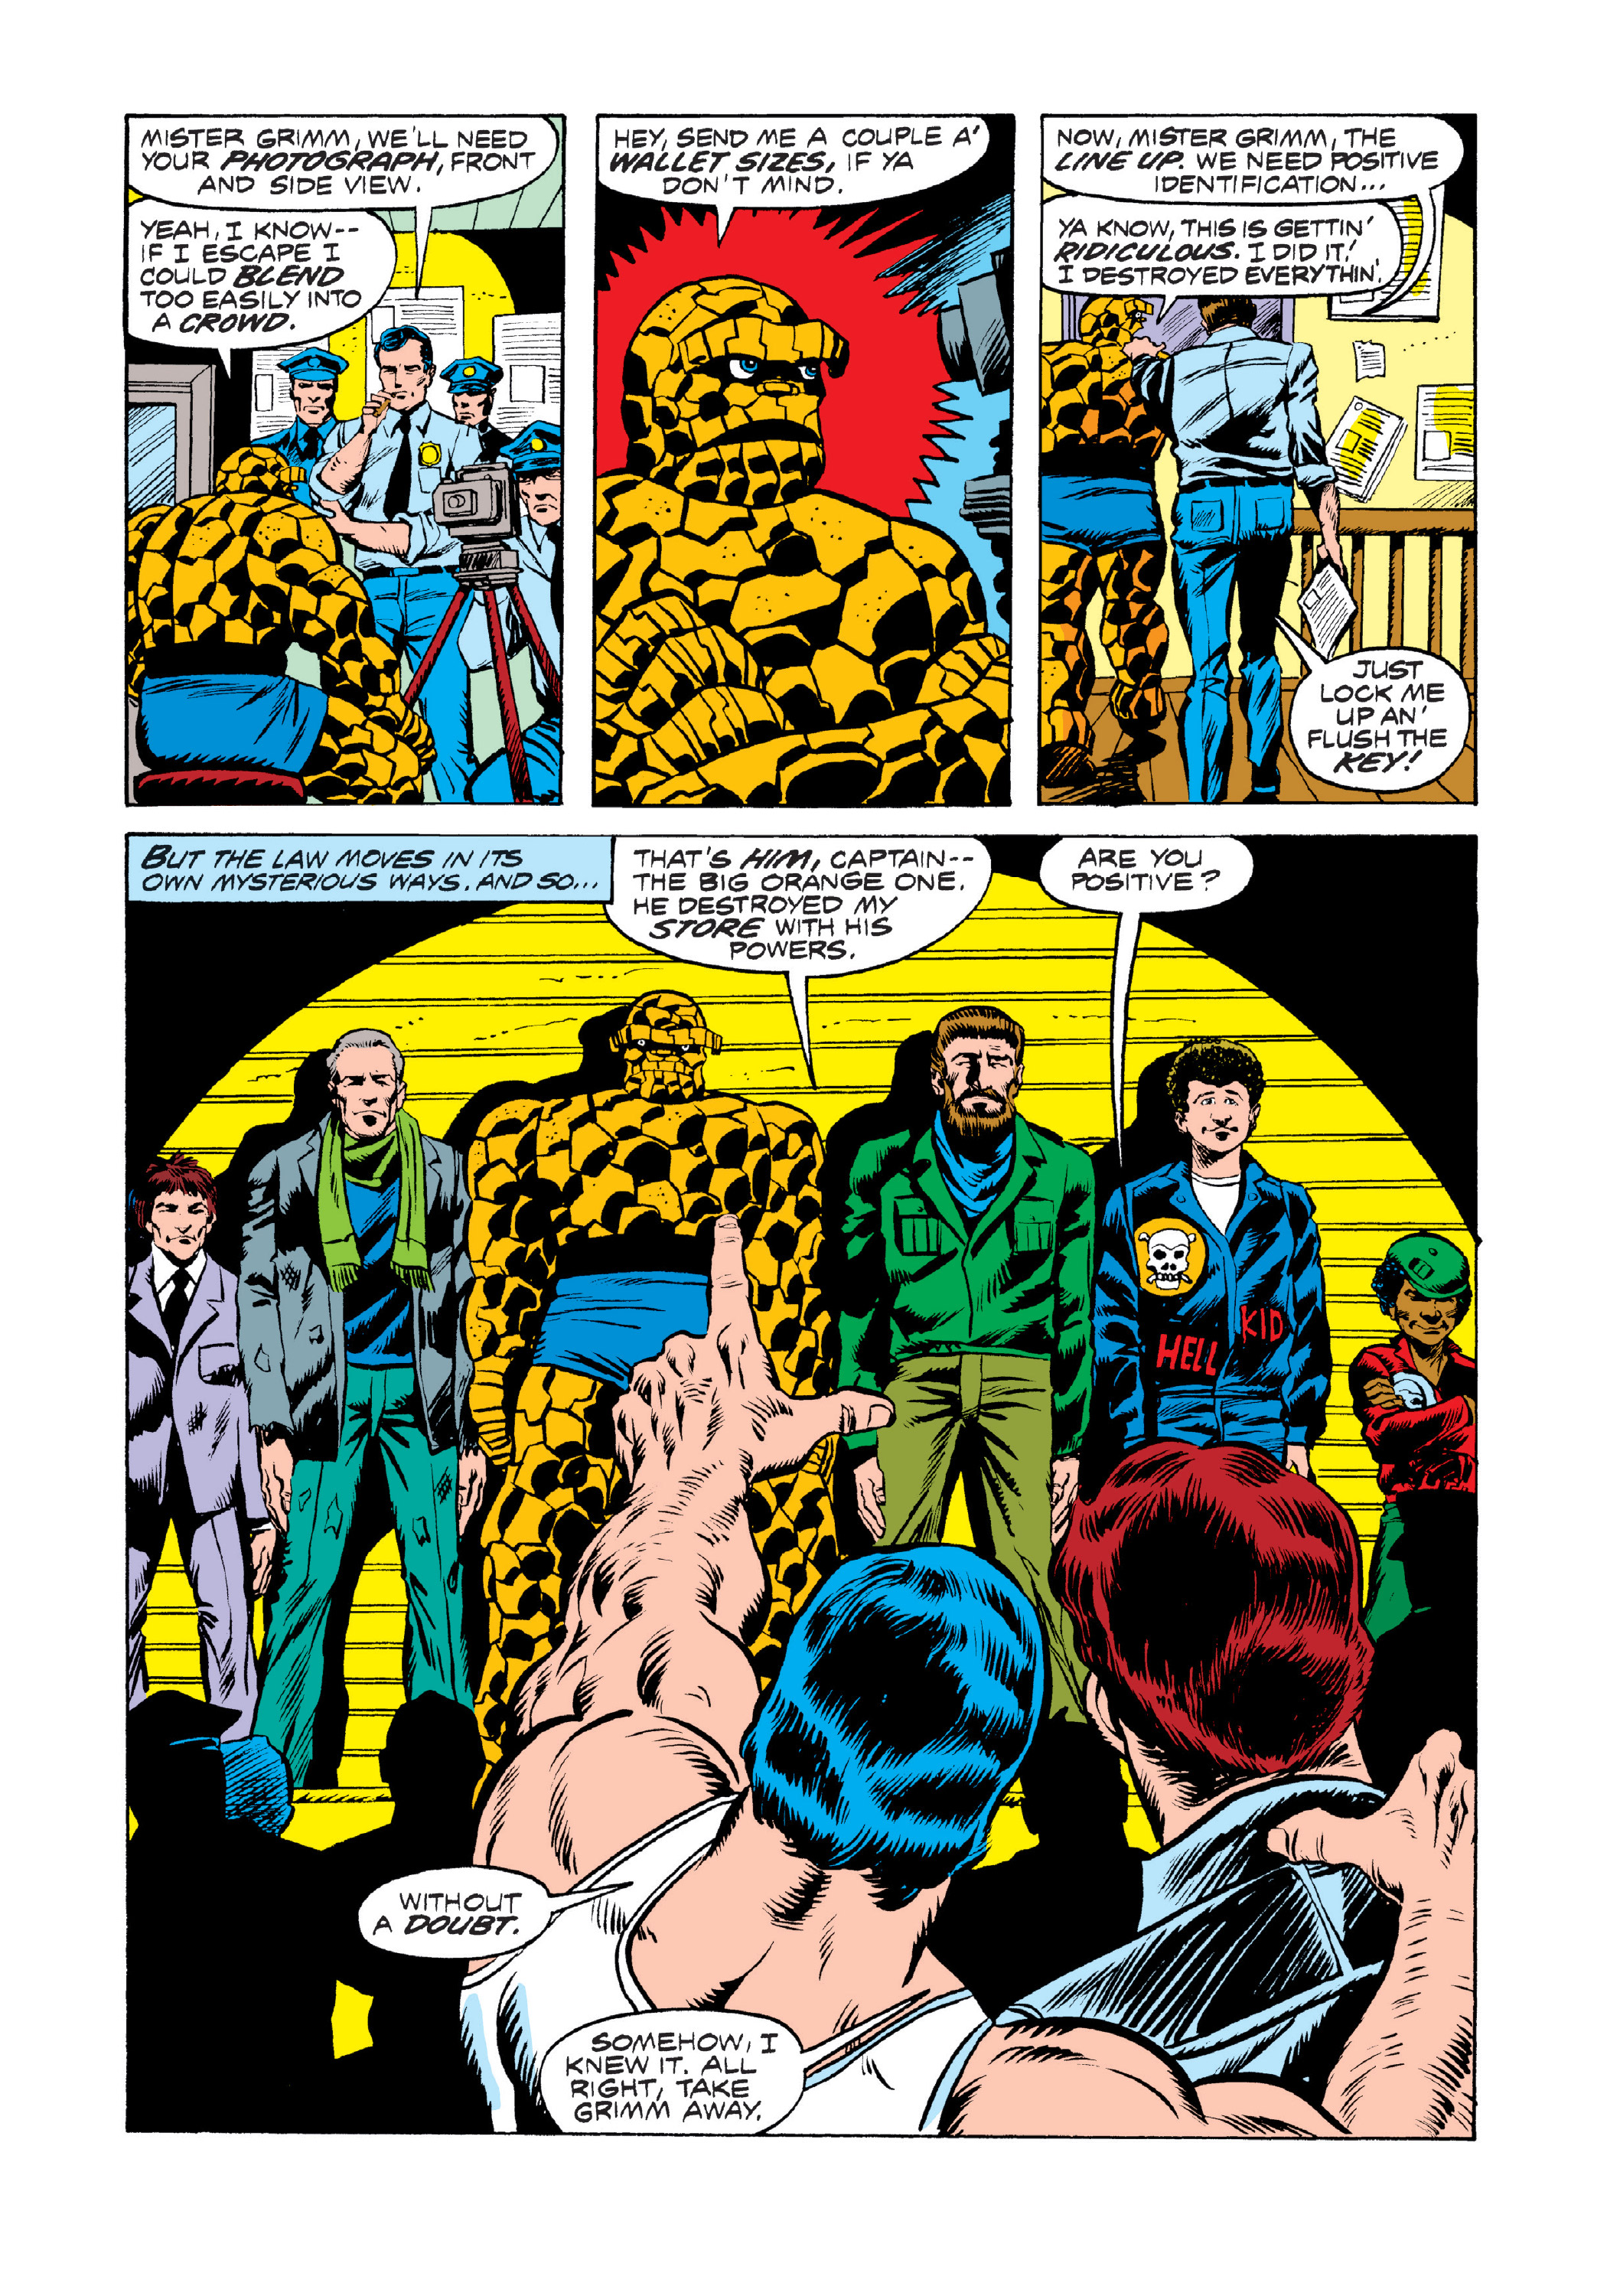 MISTER GRIMM, WE'LL NEED
YOUR PHOTOGRAPH, FRONT
AND SIDE VIEW.
YEAH, I KNOW--
IF I ESCAPE I
COULD BLEND
TOO EASILY INTO
A CROWD.
HEY, SEND ME A COUPLE A'
WALLET SIZES, IF YA
DON'T MIND.
NOW, MISTER GRIMM, THE
LINE UP. WE NEED POSITIVE
IDENTIFICATION...
YA KNOW, THIS IS GETTIN'
RIDICULOUS. I DID IT!
I DESTROYED EVERYTHIN'.
JUST
LOCK ME
UP AN'
FLUSH THE
KEY!
BUT THE LAW MOVES IN ITS
OWN MYSTERIOUS WAYS. AND SO...
THAT'S HIM, CAPTAIN--
THE BIG ORANGE ONE.
HE DESTROYED MY
STORE WITH HIS
POWERS.
ARE YOU
POSITIVE?
HELL KID
WITHOUT
A DOUBT.
SOMEHOW, I
KNEW IT. ALL
RIGHT, TAKE
GRIMM AWAY.